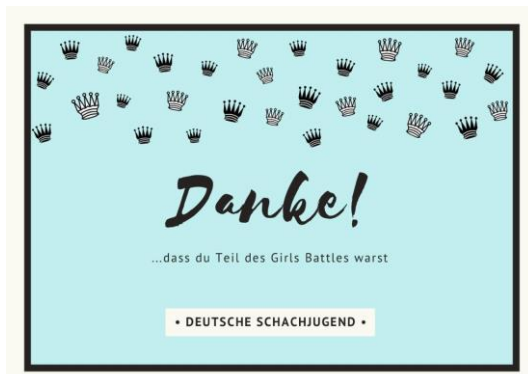 Danke!
...dass du Teil des Girls Battles warst
• DEUTSCHE SCHACHJUGEND •